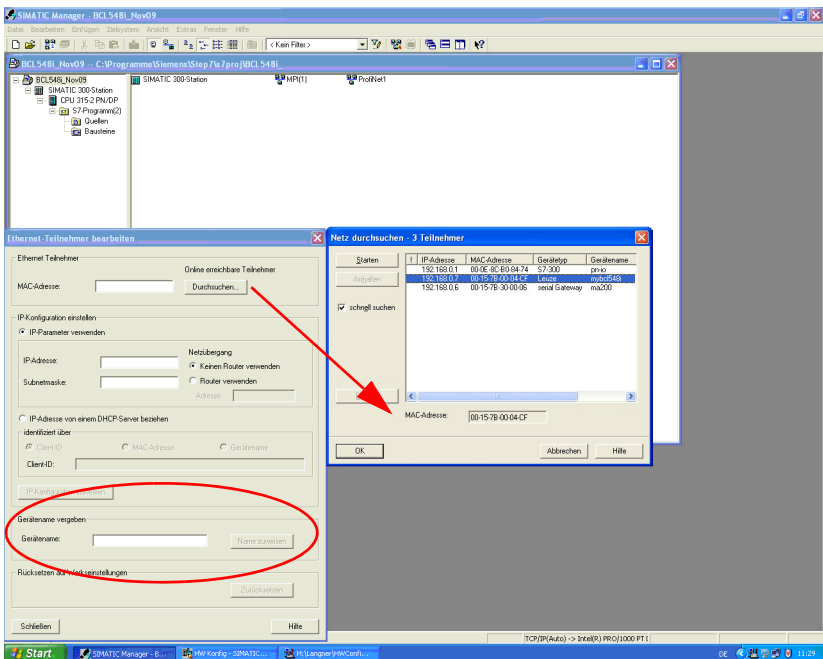 SIMATIC Manager - BCL548i_Nov09
Datei Bearbeiten Einfügen Zielsystem Ansicht Extras Fenster Hilfe
< Kein Filter >
BCL548i_Nov09 -- C:\Programme\Siemens\Step7\s7proj\BCL548i_
BCL548i_Nov09
SIMATIC 300-Station
CPU 315-2 PN/DP
S7-Programm(2)
Quellen
Bausteine
SIMATIC 300-Station
MPI(1)
ProfiNet1
Ethernet-Teilnehmer bearbeiten
Ethernet Teilnehmer
Online erreichbare Teilnehmer
MAC-Adresse:
Durchsuchen...
IP-Konfiguration einstellen
IP-Parameter verwenden
Netzübergang
IP-Adresse:
Keinen Router verwenden
Subnetmaske:
Router verwenden
Adresse:
IP-Adresse von einem DHCP-Server beziehen
identifiziert über
Client-ID
MAC Adresse
Gerätename
Client-ID:
Gerätename vergeben
Gerätename:
Name zuweisen
Rücksetzen auf Werkseinstellungen
Zurücksetzen
Schließen
Hilfe
Netz durchsuchen - 3 Teilnehmer
Starten
Anhalten
schnell suchen
! IP-Adresse MAC-Adresse Gerätetyp Gerätename
192.168.0.1 00-0E-8C-B0-84-74 S7-300 pn-io
192.168.0.7 00-15-7B-00-04-CF Leuze mybcl548i
192.168.0.6 00-15-7B-30-00-06 serial Gateway ma200
MAC-Adresse:
00-15-7B-00-04-CF
OK
Abbrechen
Hilfe
TCP/IP(Auto) -> Intel(R) PRO/1000 PT
Start
SIMATIC Manager - B...
HW Konfig - SIMATIC...
H:\Langner\HWConfi...
DE
11:29